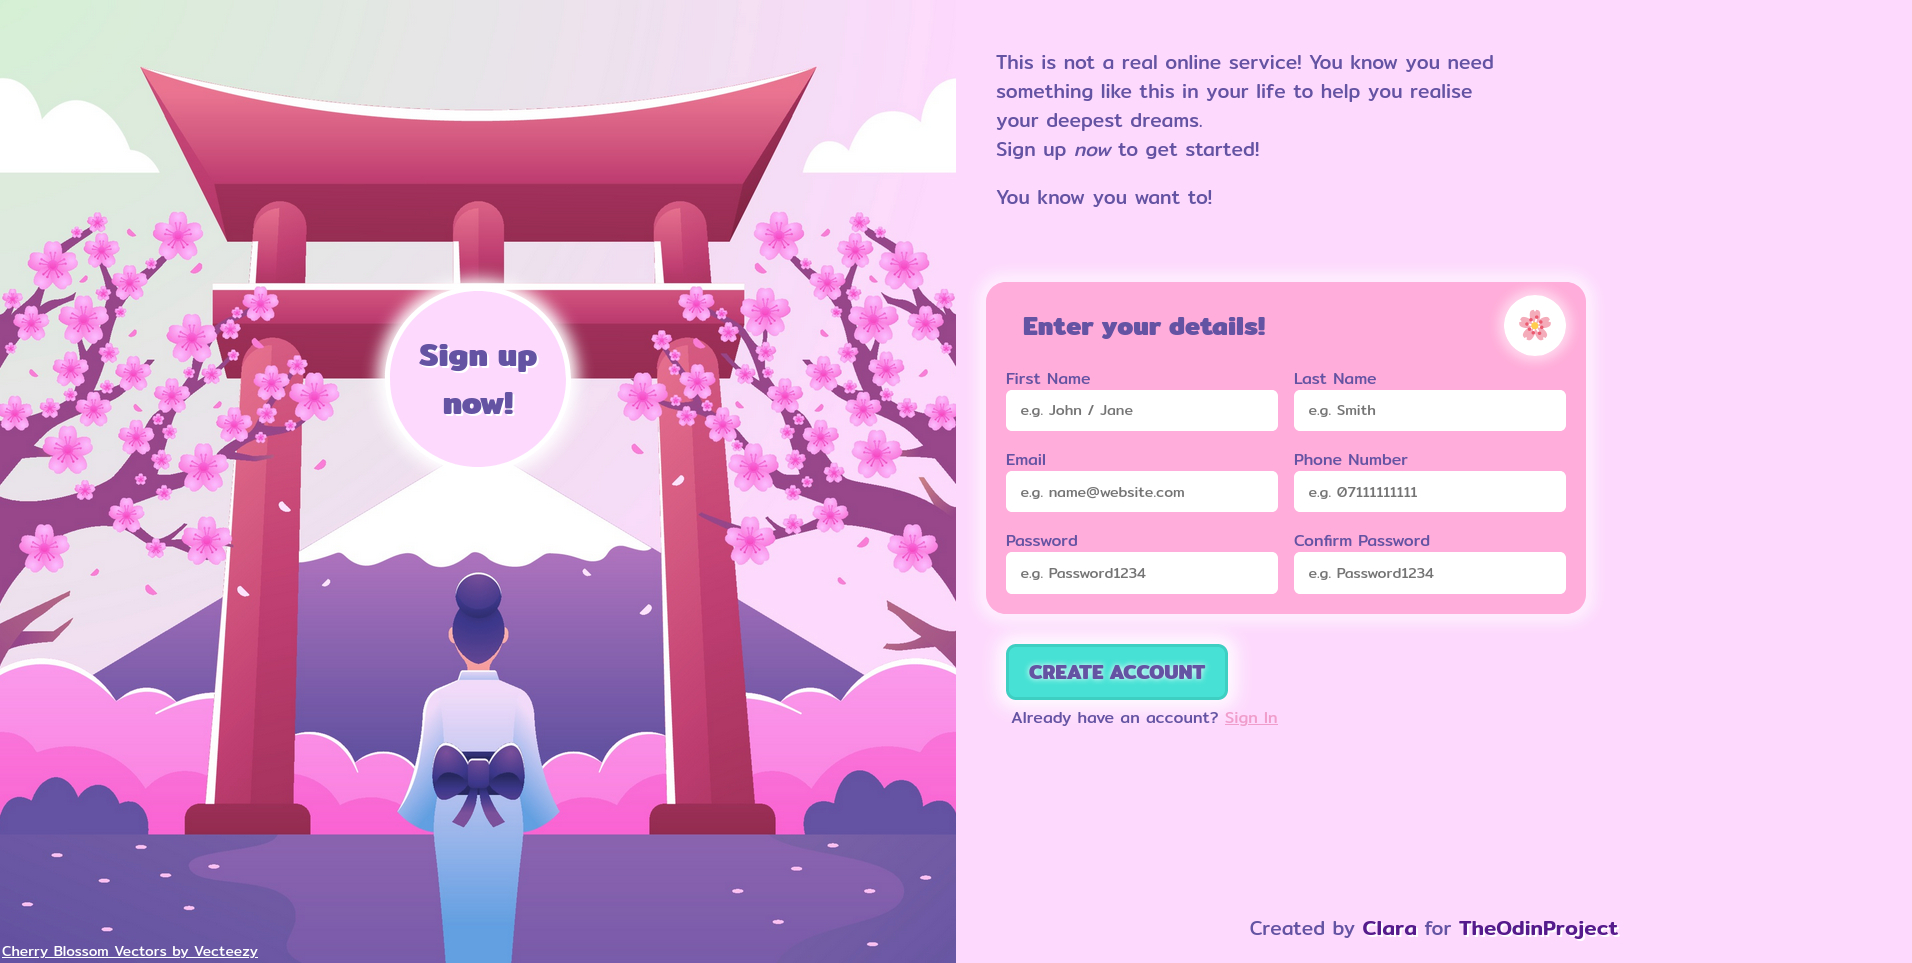 Sign up
now!
Cherry Blossom Vectors by Vecteezy
This is not a real online service! You know you need
something like this in your life to help you realise
your deepest dreams.
Sign up now to get started!
You know you want to!
Enter your details!
First Name
Last Name
e.g. John / Jane
e.g. Smith
Email
Phone Number
e.g. name@website.com
e.g. 07111111111
Password
Confirm Password
e.g. Password1234
e.g. Password1234
CREATE ACCOUNT
Already have an account? Sign In
Created by Clara for TheOdinProject